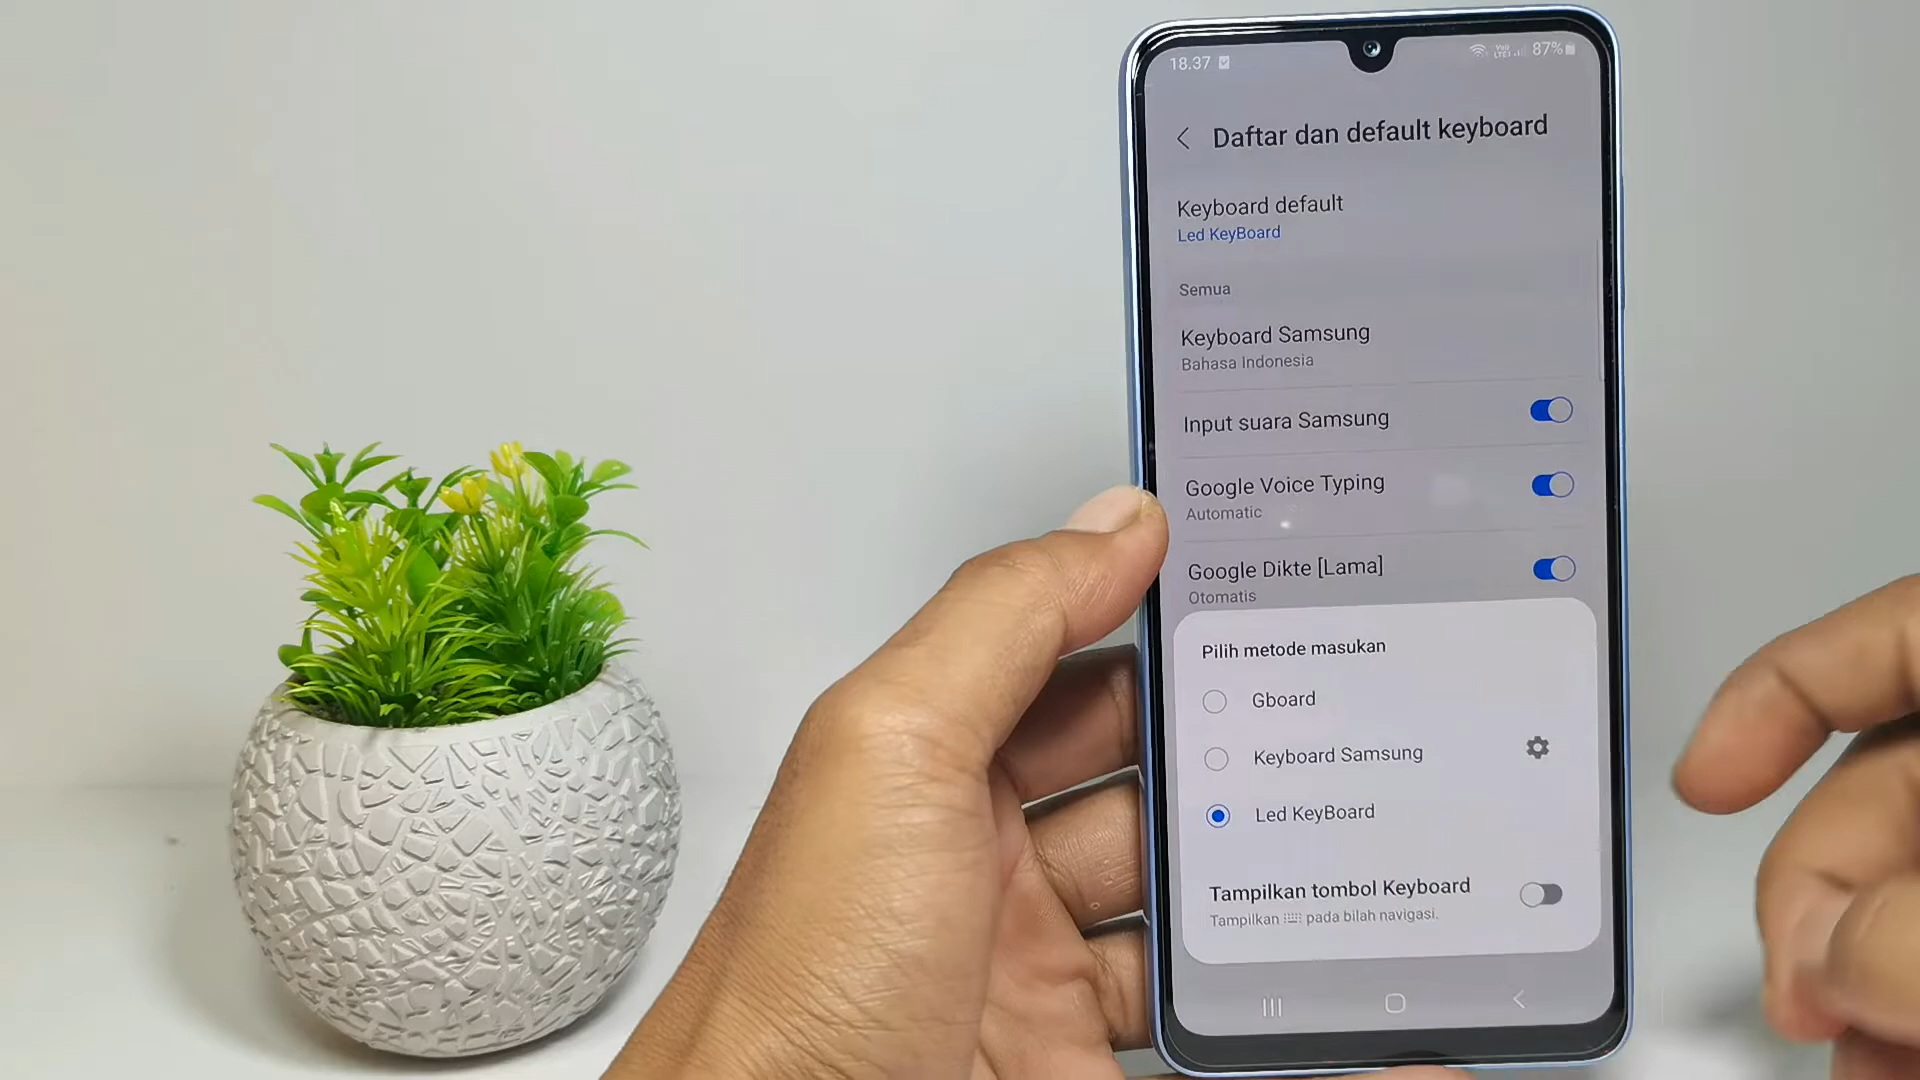 18.37
87%
Daftar dan default keyboard
Keyboard default
Led KeyBoard
Semua
Keyboard Samsung
Bahasa Indonesia
Input suara Samsung
Google Voice Typing
Automatic
Google Dikte [Lama]
Otomatis
Pilih metode masukan
Gboard
Keyboard Samsung
Led KeyBoard
Tampilkan tombol Keyboard
Tampilkan pada bilah navigasi.